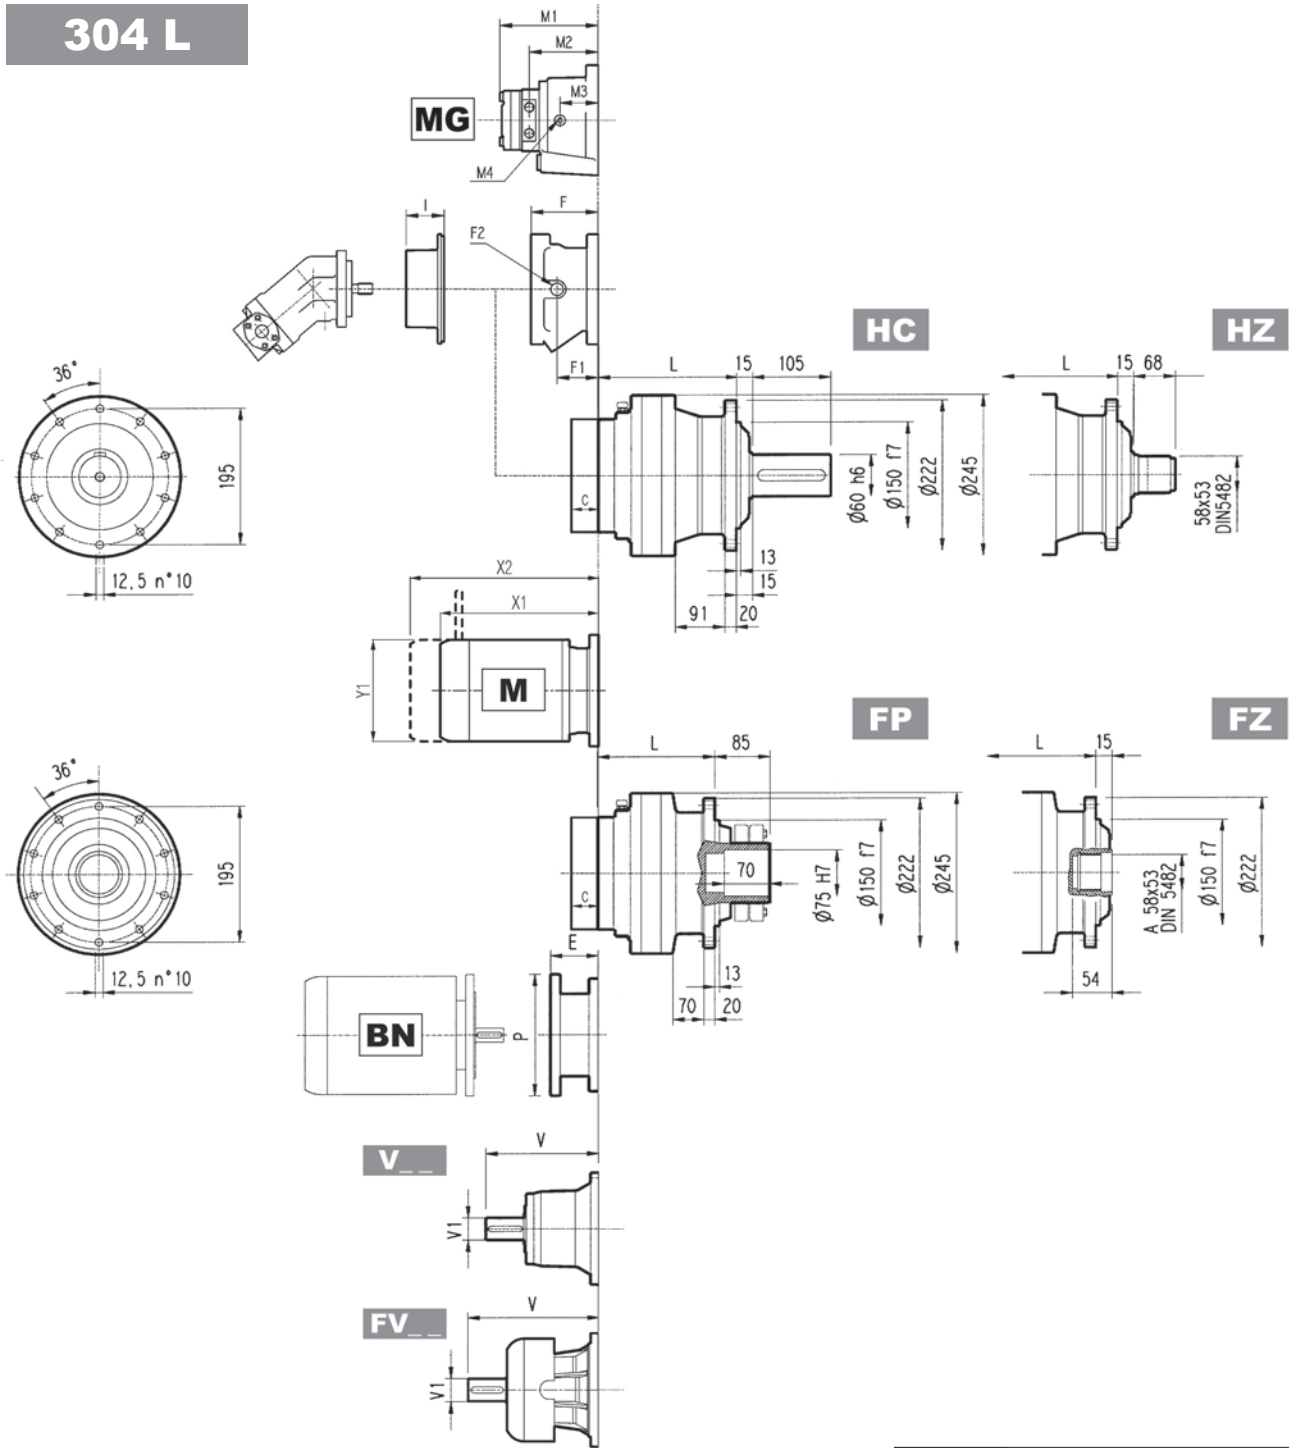 304 L
M1
M2
M3
MG
M4
I
F
F2
F1
HC
HZ
L
15
105
L
15
68
36°
195
12,5 n°10
C
Ø60 h6
Ø150 f7
Ø222
Ø245
58x53
DIN5482
13
15
91
20
X2
X1
Y1
M
FP
FZ
L
85
L
15
36°
195
12,5 n°10
C
70
Ø75 H7
Ø150 f7
Ø222
Ø245
A 58x53
DIN 5482
Ø150 f7
Ø222
E
13
70
20
54
BN
P
V_ _
V
V1
FV_ _
V
V1